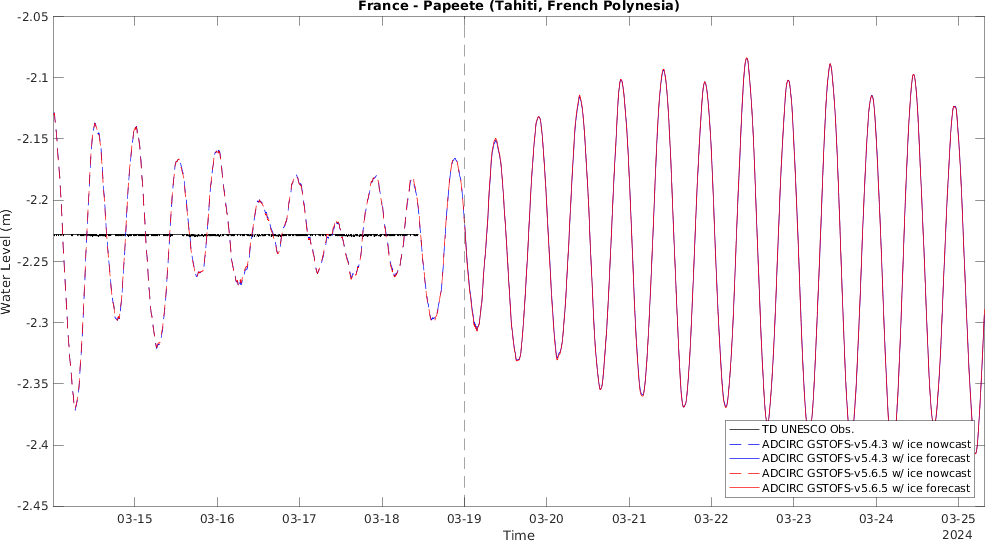 France - Papeete (Tahiti, French Polynesia)
Water Level (m)
-2.05
-2.1
-2.15
-2.2
-2.25
-2.3
-2.35
-2.4
-2.45
TD UNESCO Obs.
ADCIRC GSTOFS-v5.4.3 w/ ice nowcast
ADCIRC GSTOFS-v5.4.3 w/ ice forecast
ADCIRC GSTOFS-v5.6.5 w/ ice nowcast
ADCIRC GSTOFS-v5.6.5 w/ ice forecast
03-15 03-16 03-17 03-18 03-19 03-20 03-21 03-22 03-23 03-24 03-25
Time
2024